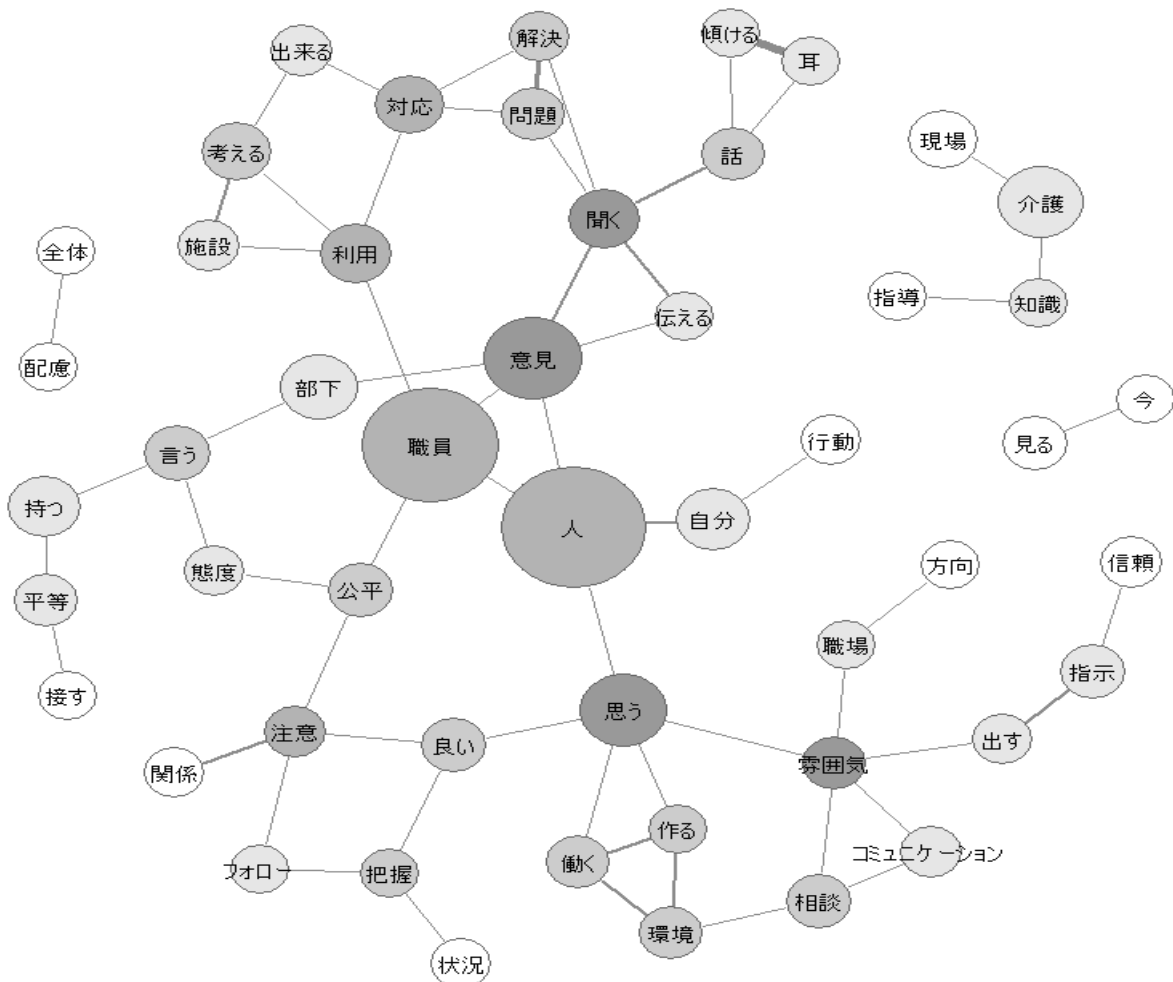 出来る
解決
傾ける
耳
対応
問題
現場
考える
話
介護
聞く
施設
利用
全体
指導
知識
伝える
配慮
部下
意見
今
言う
職員
行動
見る
持つ
人
自分
態度
公平
方向
信頼
平等
職場
指示
接す
注意
良い
思う
出す
関係
雰囲気
作る
コミュニケーション
働く
フォロー
把握
相談
環境
状況